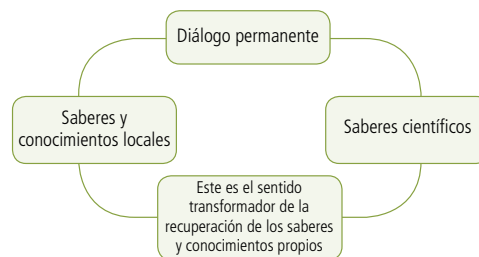 Diálogo permanente
Saberes y
conocimientos locales
Saberes científicos
Este es el sentido
transformador de la
recuperación de los saberes
y conocimientos propios